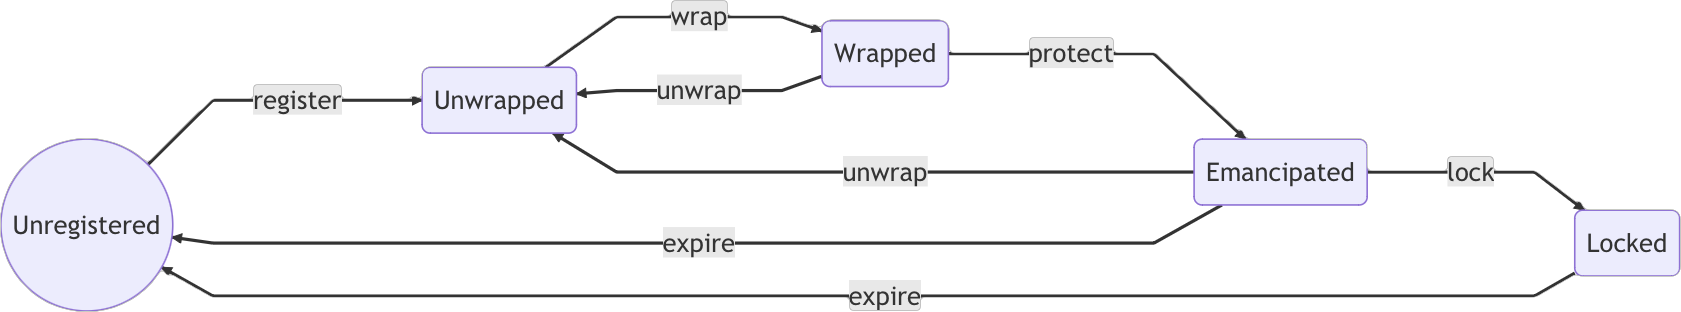 wrap
Wrapped
protect
unwrap
register
Unwrapped
unwrap
Emancipated
lock
Unregistered
expire
Locked
expire